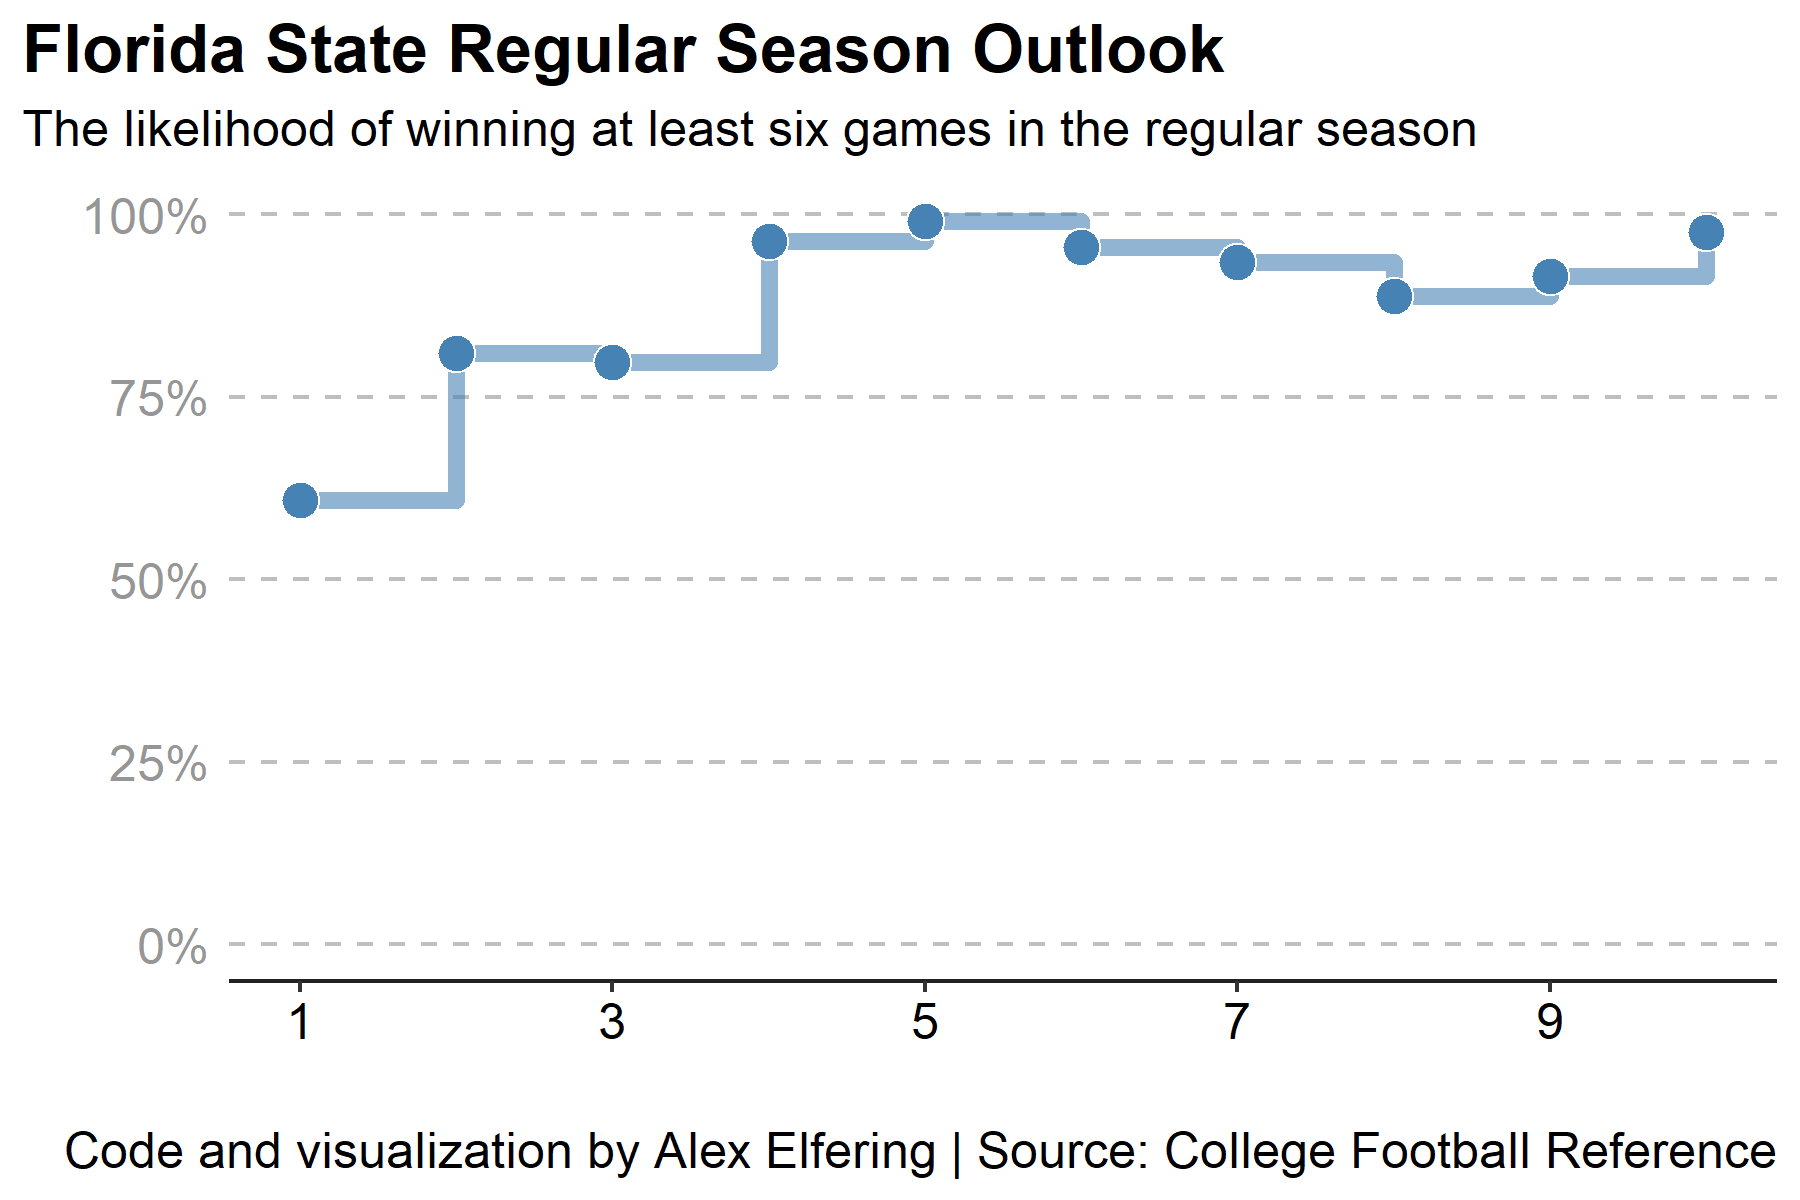 Florida State Regular Season Outlook
The likelihood of winning at least six games in the regular season
100%
75%
50%
25%
0%
1 3 5 7 9
Code and visualization by Alex Elfering | Source: College Football Reference